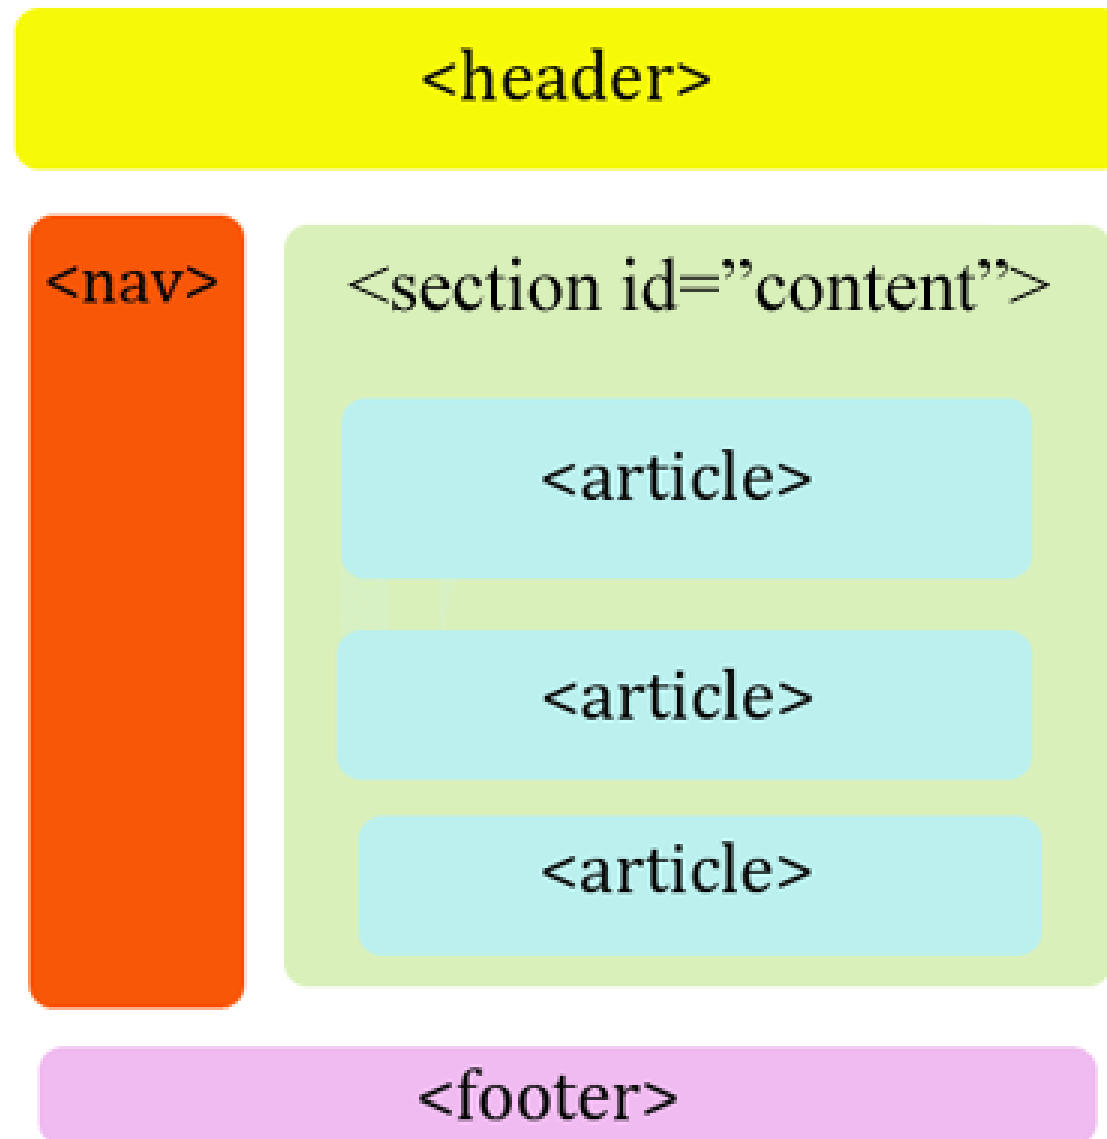 <header>
<nav>
<section id=”content”>
<article>
<article>
<article>
<footer>